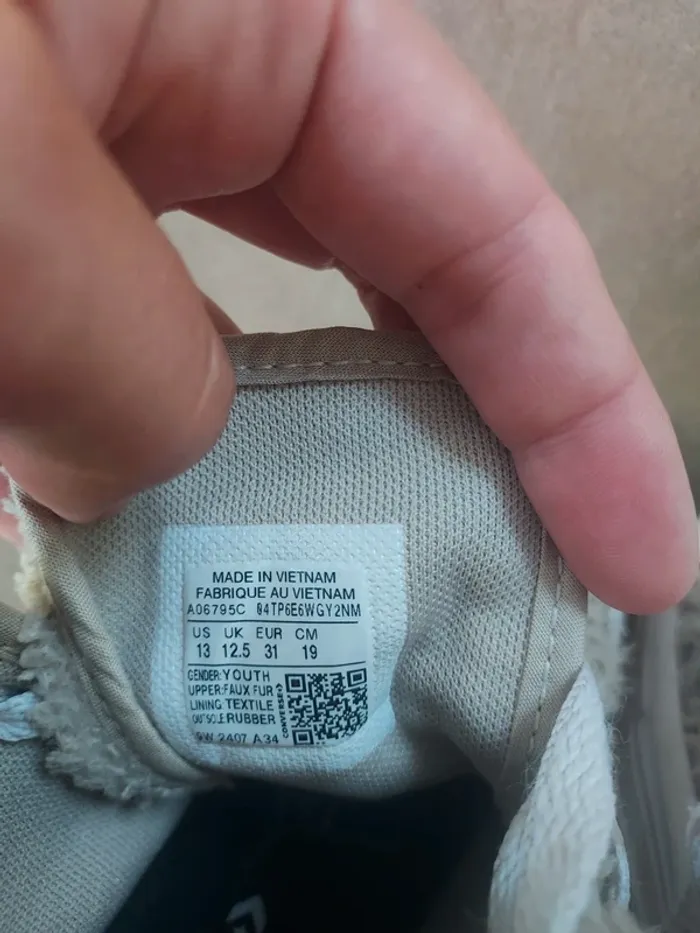 MADE IN VIETNAM
FABRIQUE AU VIETNAM
A06795C 04TP6E6WGY2NM
US UK EUR CM
13 12.5 31 19
GENDER:YOUTH
UPPER:FAUX FUR
LINING TEXTILE
OUTSOLE RUBBER
2407 A34
CONVERSE